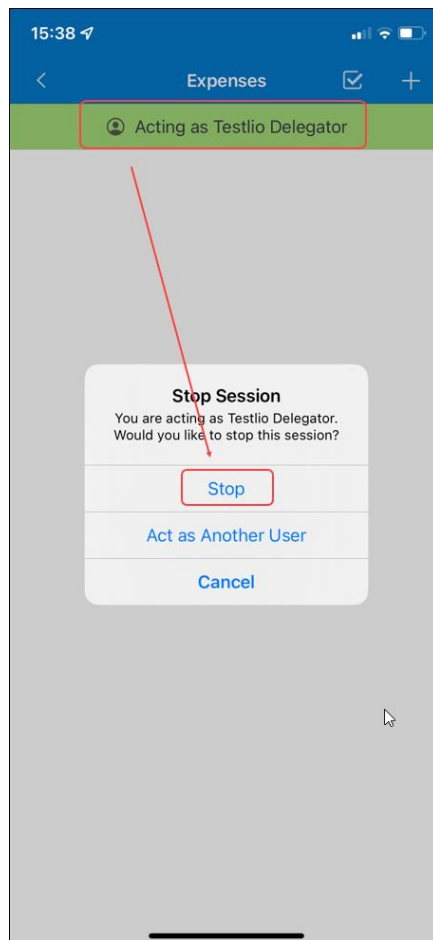 15:38
Expenses
Acting as Testlio Delegator
Stop Session
You are acting as Testlio Delegator.
Would you like to stop this session?
Stop
Act as Another User
Cancel